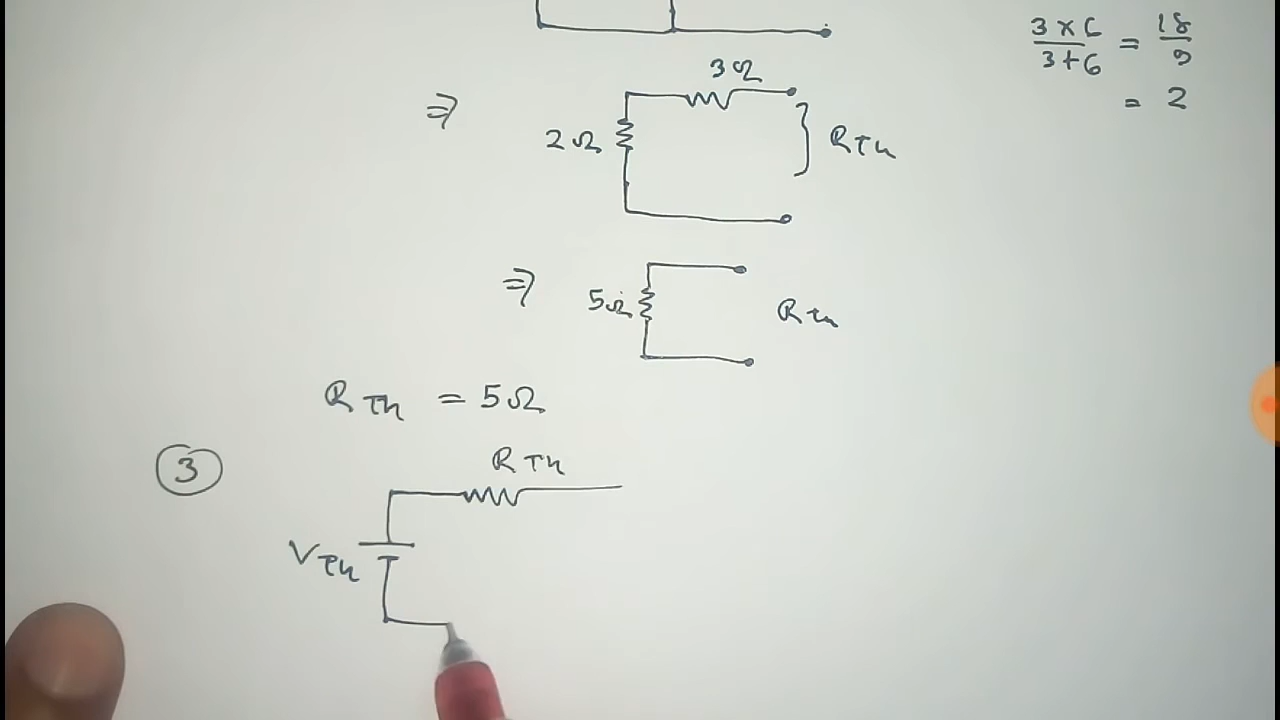 3×6 / 3+6 = 18 / 9
= 2
⇒ 3Ω
2Ω RTh
⇒ 5Ω RTh
RTh = 5Ω
③ RTh
VTh